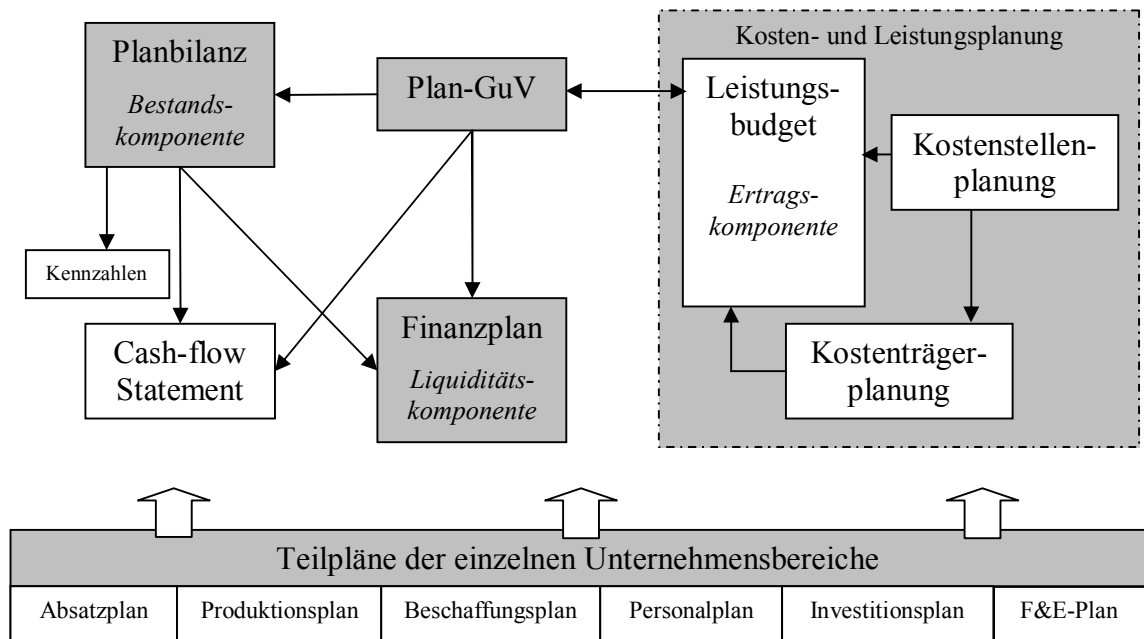 Planbilanz
Bestands-
komponente
Plan-GuV
Kosten- und Leistungsplanung
Leistungs-
budget
Ertrags-
komponente
Kostenstellen-
planung
Kennzahlen
Cash-flow
Statement
Finanzplan
Liquiditäts-
komponente
Kostenträger-
planung
Teilpläne der einzelnen Unternehmensbereiche
Absatzplan
Produktionsplan
Beschaffungsplan
Personalplan
Investitionsplan
F&E-Plan